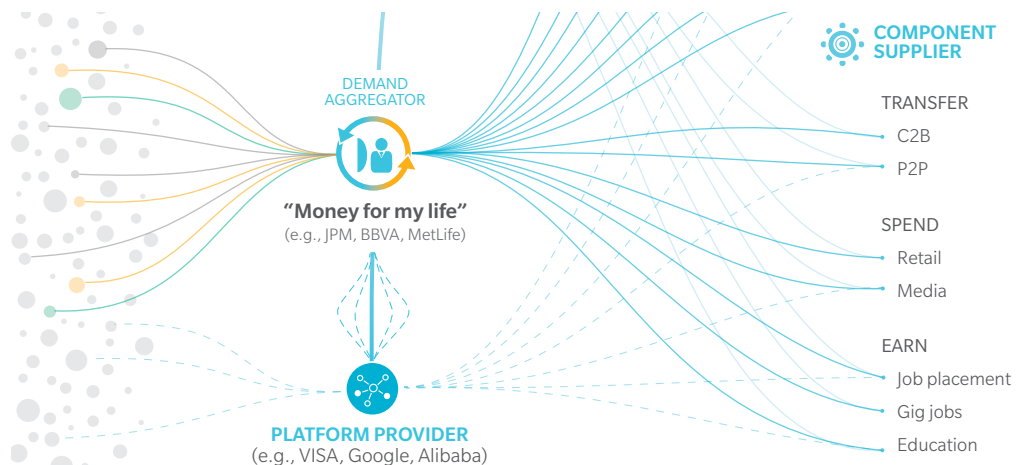 DEMAND
AGGREGATOR
“Money for my life”
(e.g., JPM, BBVA, MetLife)
PLATFORM PROVIDER
(e.g., VISA, Google, Alibaba)
COMPONENT
SUPPLIER
TRANSFER
C2B
P2P
SPEND
Retail
Media
EARN
Job placement
Gig jobs
Education